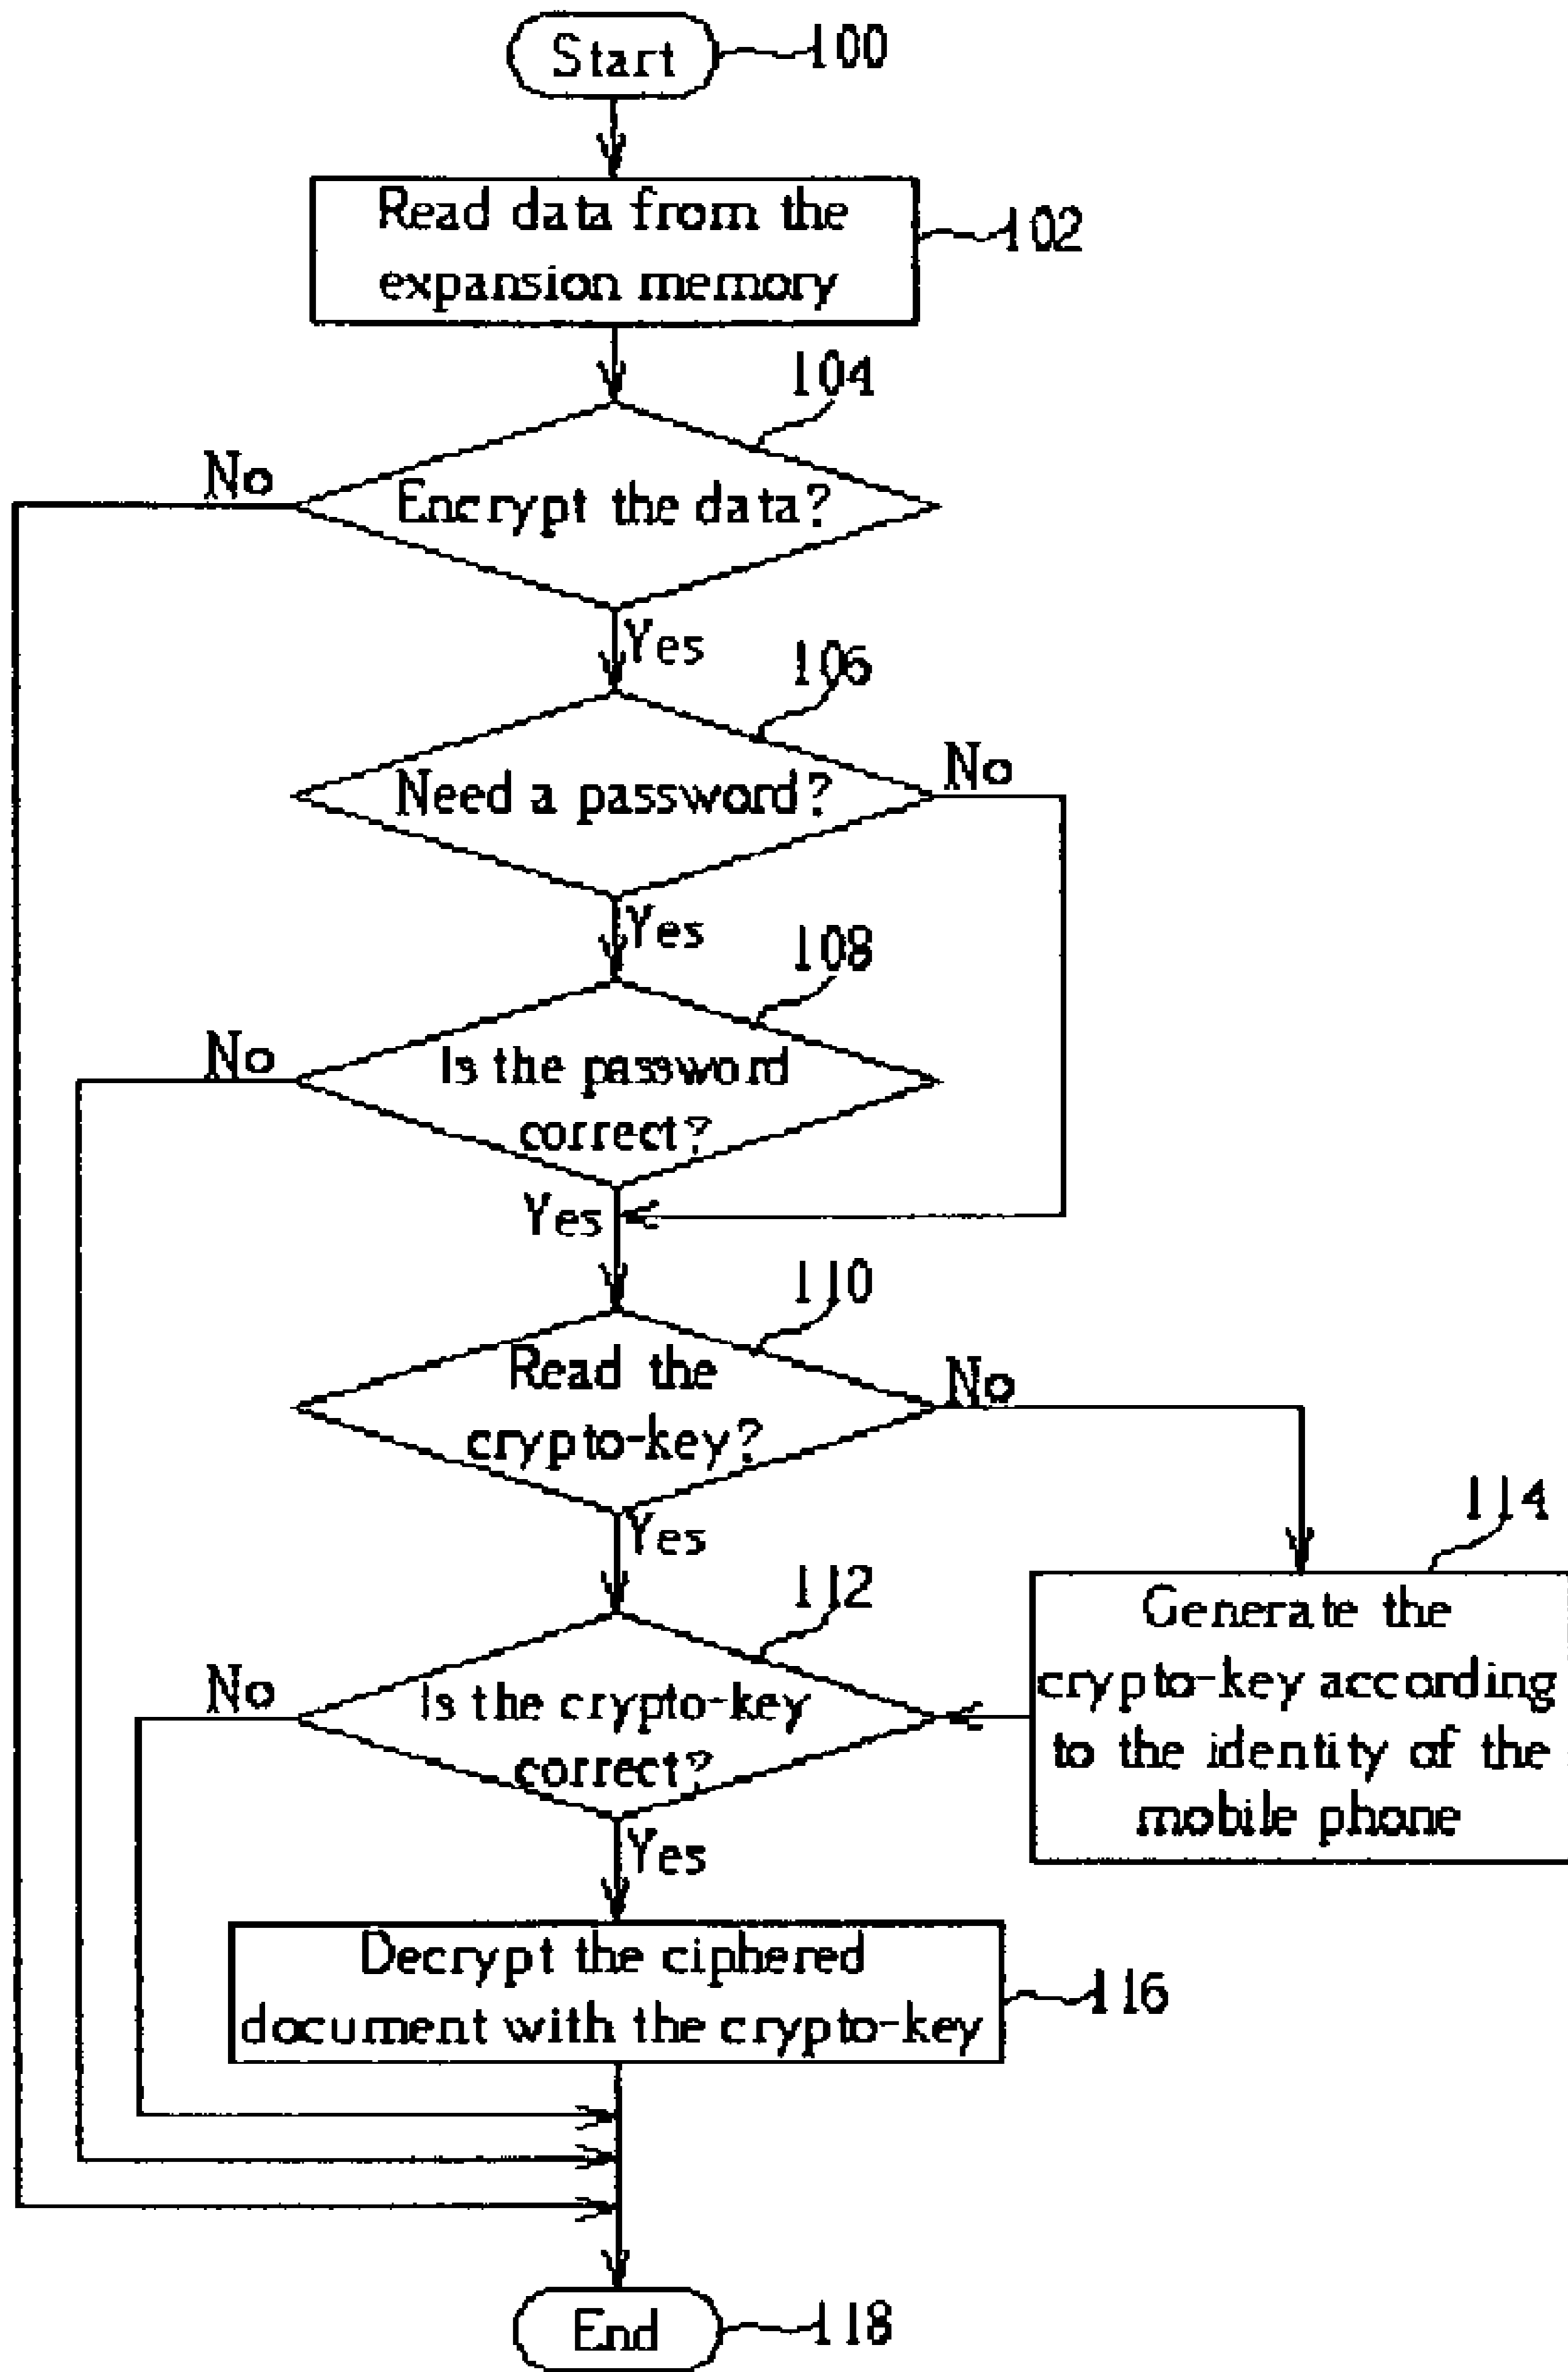 Start
100
Read data from the
expansion memory
102
104
No
Encrypt the data?
Yes
106
Need a password?
No
Yes
108
No
Is the password
correct?
Yes
110
Read the
crypto-key?
No
Yes
114
112
Generate the
crypto-key according
to the identity of the
mobile phone
No
Is the crypto-key
correct?
Yes
Decrypt the ciphered
document with the crypto-key
116
End
118